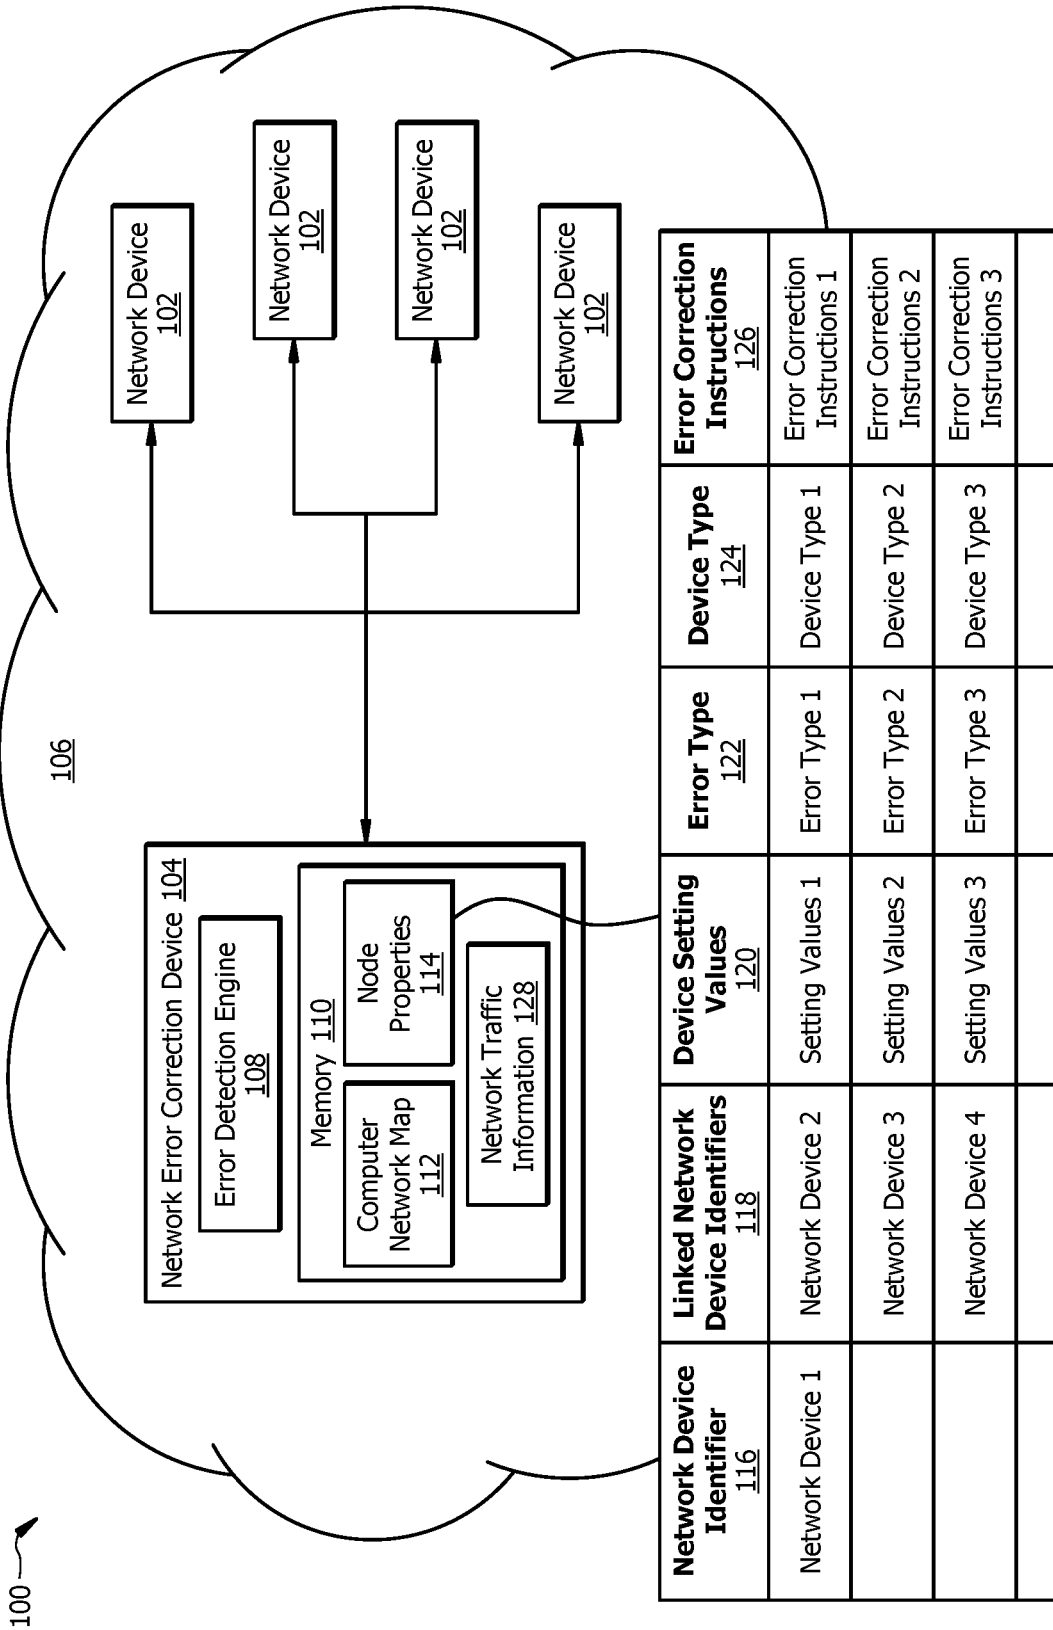 100
106
Network Error Correction Device 104
Error Detection Engine
108
Memory 110
Computer
Network Map
112
Node
Properties
114
Network Traffic
Information 128
Network Device
102
Network Device
102
Network Device
102
Network Device
102
Network Device
Identifier
116
Linked Network
Device Identifiers
118
Device Setting
Values
120
Error Type
122
Device Type
124
Error Correction
Instructions
126
Network Device 1
Network Device 2
Setting Values 1
Error Type 1
Device Type 1
Error Correction
Instructions 1
Network Device 3
Setting Values 2
Error Type 2
Device Type 2
Error Correction
Instructions 2
Network Device 4
Setting Values 3
Error Type 3
Device Type 3
Error Correction
Instructions 3